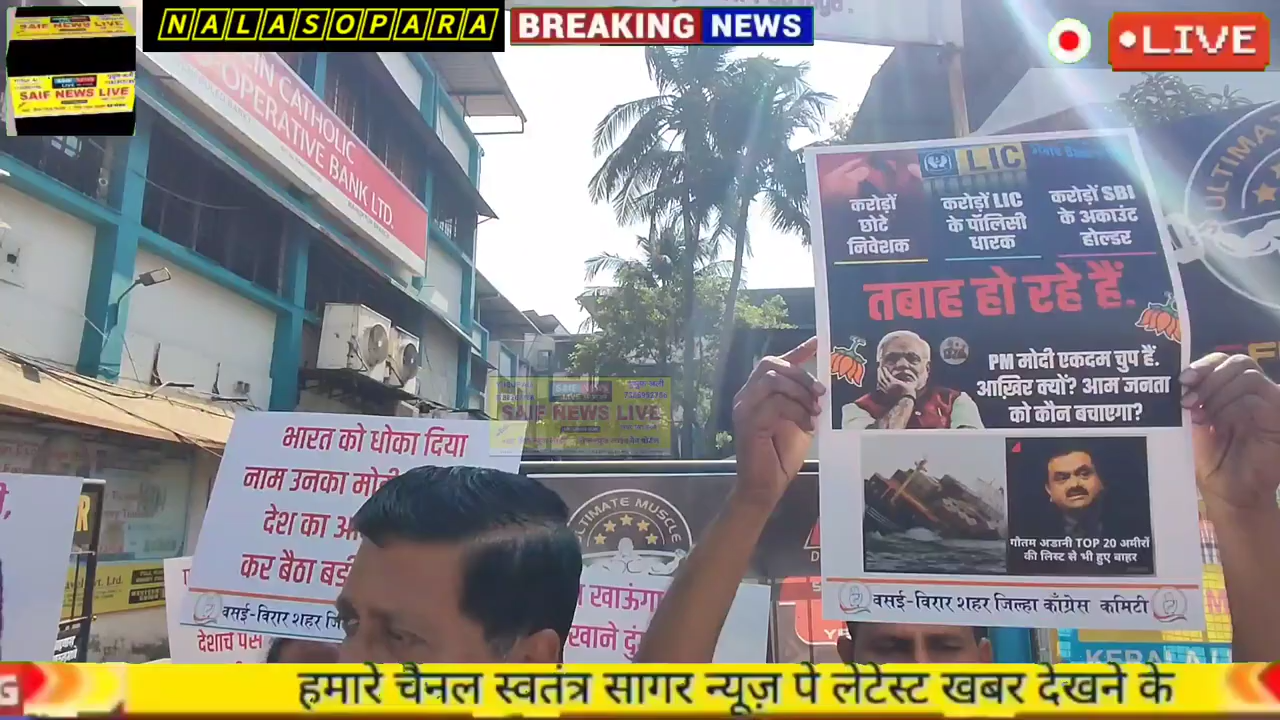 NALASOPARA
BREAKING NEWS
LIVE
SAIF NEWS LIVE
CATHOLIC
OPERATIVE BANK LTD.
LIC
करोड़ों
छोटे
निवेशक
करोड़ों LIC
के पॉलिसी
धारक
करोड़ों SBI
के अकाउंट
होल्डर
तबाह हो रहे हैं.
PM मोदी एकदम चुप हैं.
आख़िर क्यों? आम जनता
को कौन बचाएगा?
गौतम अडानी TOP 20 अमीरों
की लिस्ट से भी हुए बाहर
वसई-विरार शहर जिल्हा काँग्रेस कमिटी
भारत को धोका दिया
नाम उनका
देश का
कर बैठा
वसई-विरार शहर
देशाचे
SAIF NEWS LIVE
ULTIMATE MUSCLE
खाऊंगा
ULTIMA
KERALA
हमारे चैनल स्वतंत्र सागर न्यूज़ पे लेटेस्ट खबर देखने के